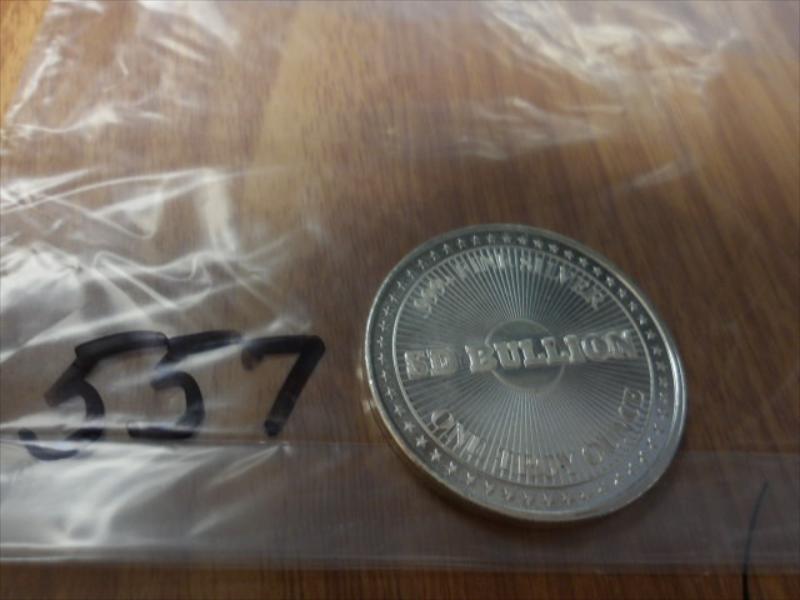 557
.999 FINE SILVER
SD BULLION
ONE TROY OUNCE